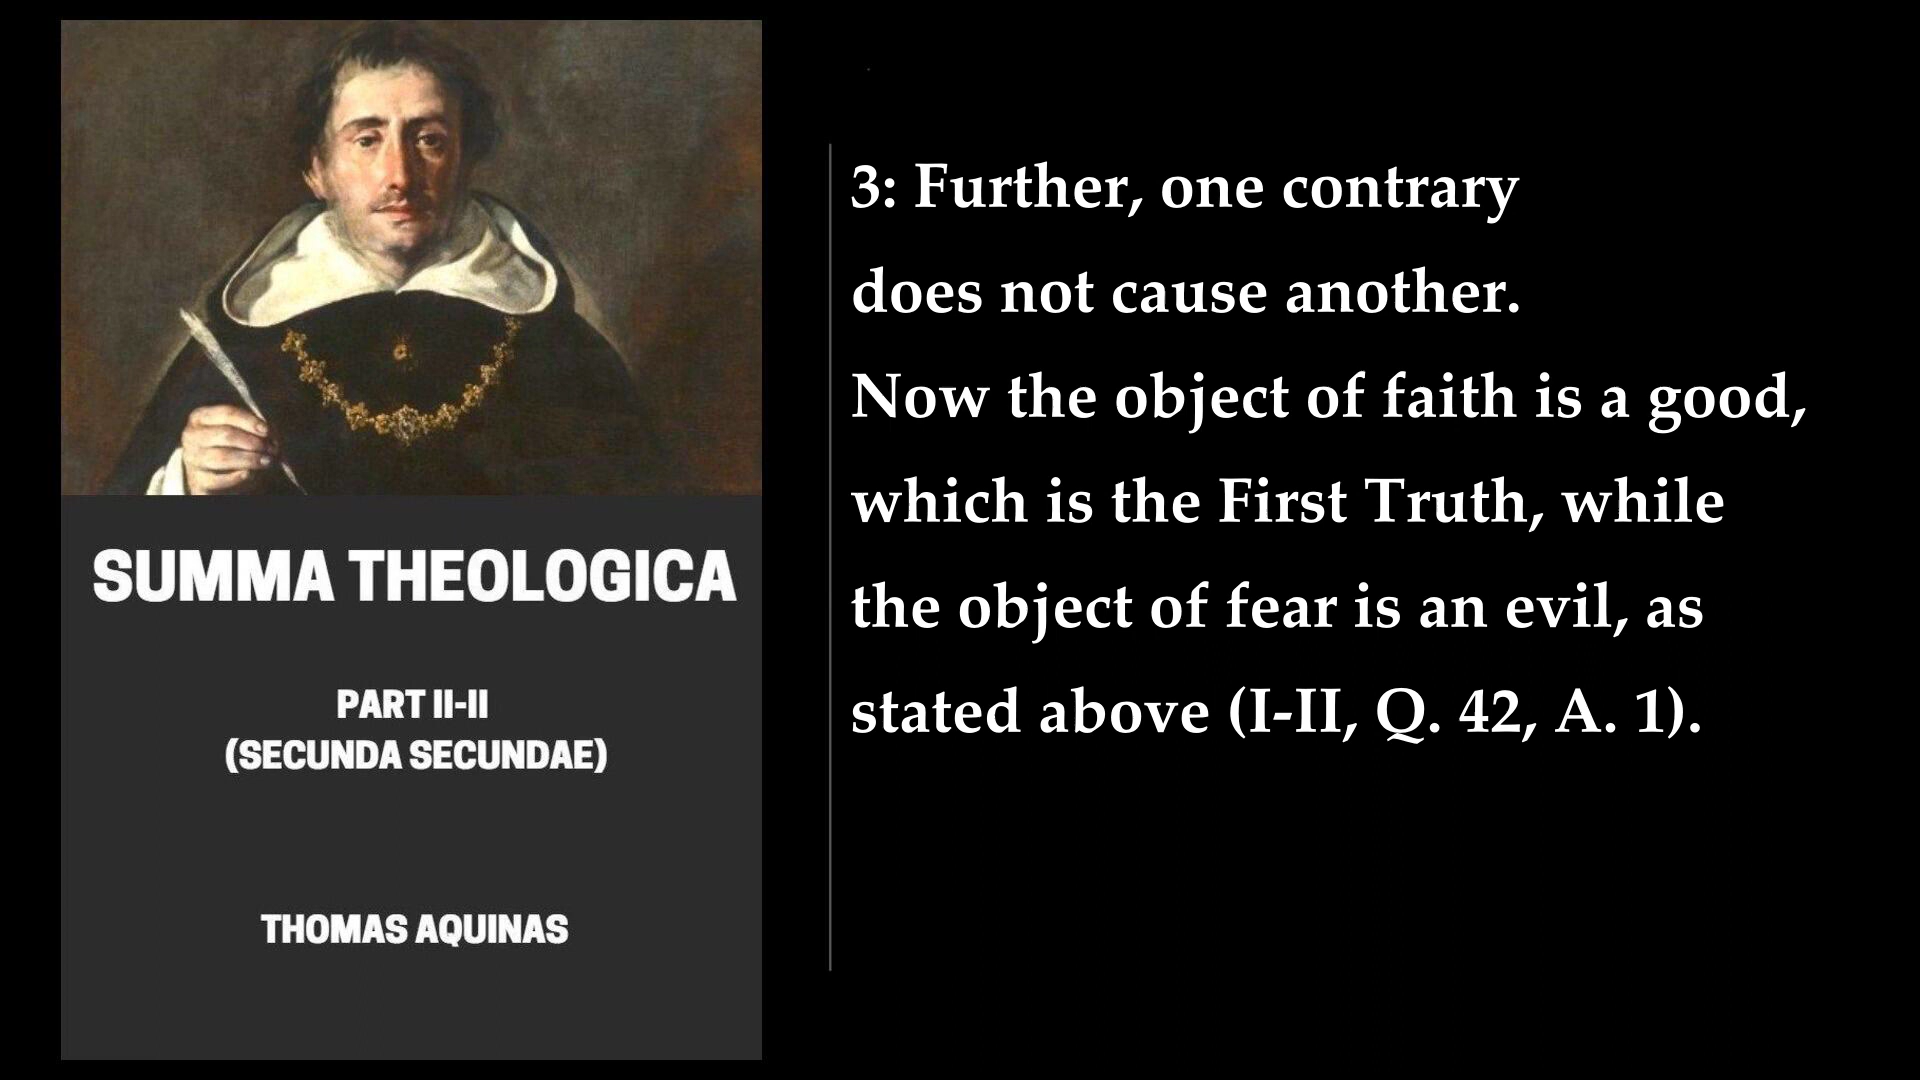 SUMMA THEOLOGICA
PART II-II
(SECUNDA SECUNDAE)
THOMAS AQUINAS
3: Further, one contrary
does not cause another.
Now the object of faith is a good,
which is the First Truth, while
the object of fear is an evil, as
stated above (I-II, Q. 42, A. 1).